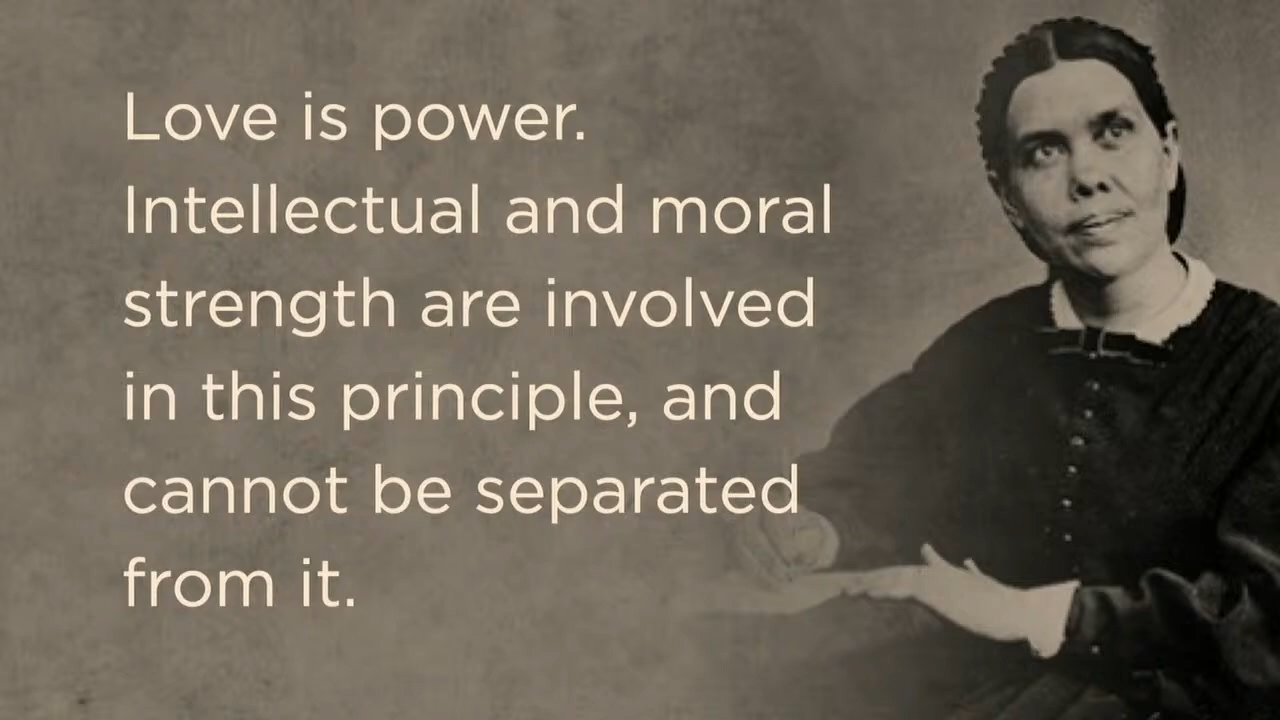 Love is power.
Intellectual and moral
strength are involved
in this principle, and
cannot be separated
from it.